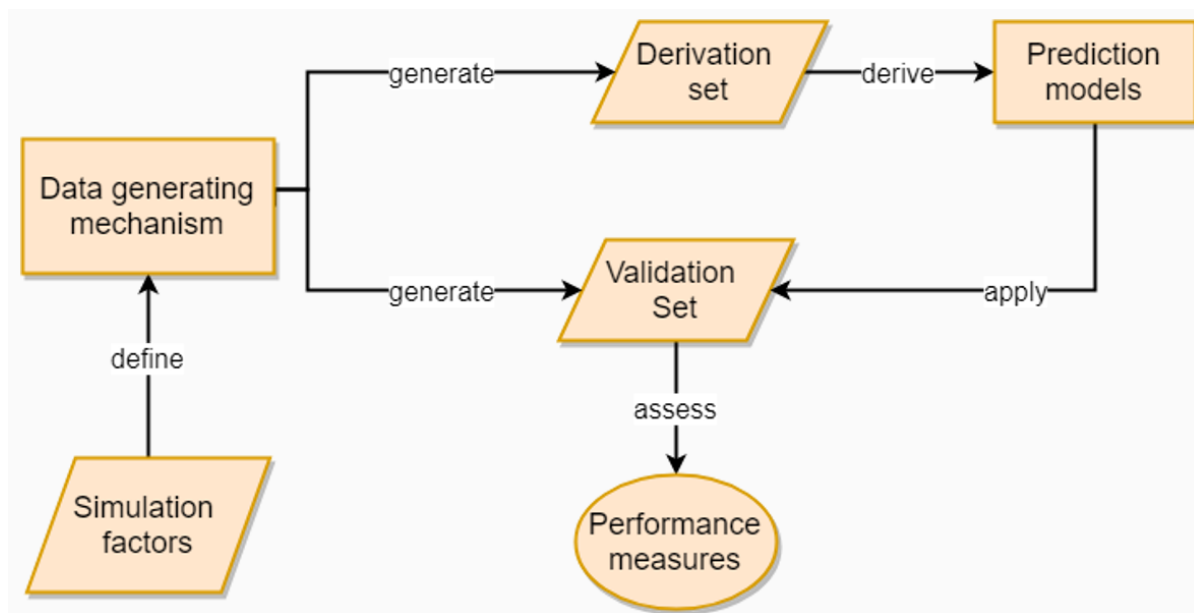 generate
Derivation
set
derive
Prediction
models
Data generating
mechanism
generate
Validation
Set
apply
define
assess
Simulation
factors
Performance
measures